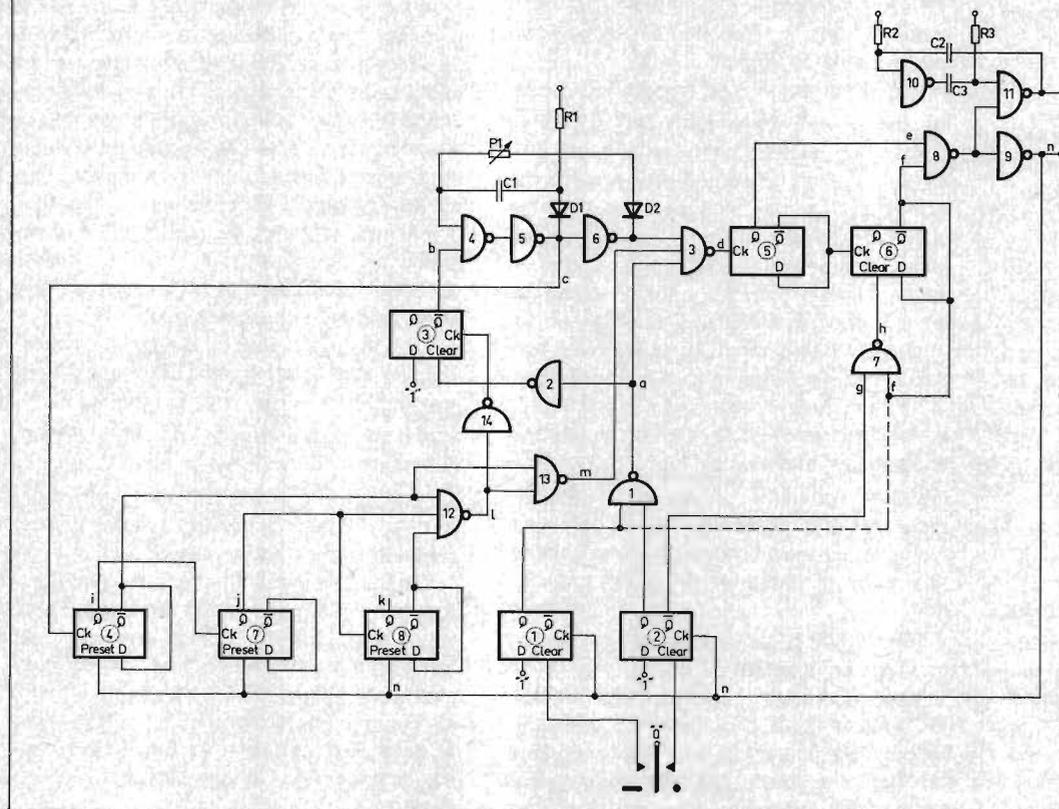 R2
C2
R3
10
C3
11
R1
P1
e
8
9
n
f
C1
D1
D2
4
5
6
3
d
Q Q̅
Ck ⑤
D
Q Q̅
Ck ⑥
Clear D
b
c
Q Q̅
③ Ck
D Clear
"1"
2
a
h
7
g
f
14
13
m
12
l
1
i
j
k
Q Q̅
Ck ④
Preset D
Q Q̅
Ck ⑦
Preset D
Q Q̅
Ck ⑧
Preset D
Q Q̅
① Ck
D Clear
"1"
Q Q̅
② Ck
D Clear
"1"
n
n
"0"